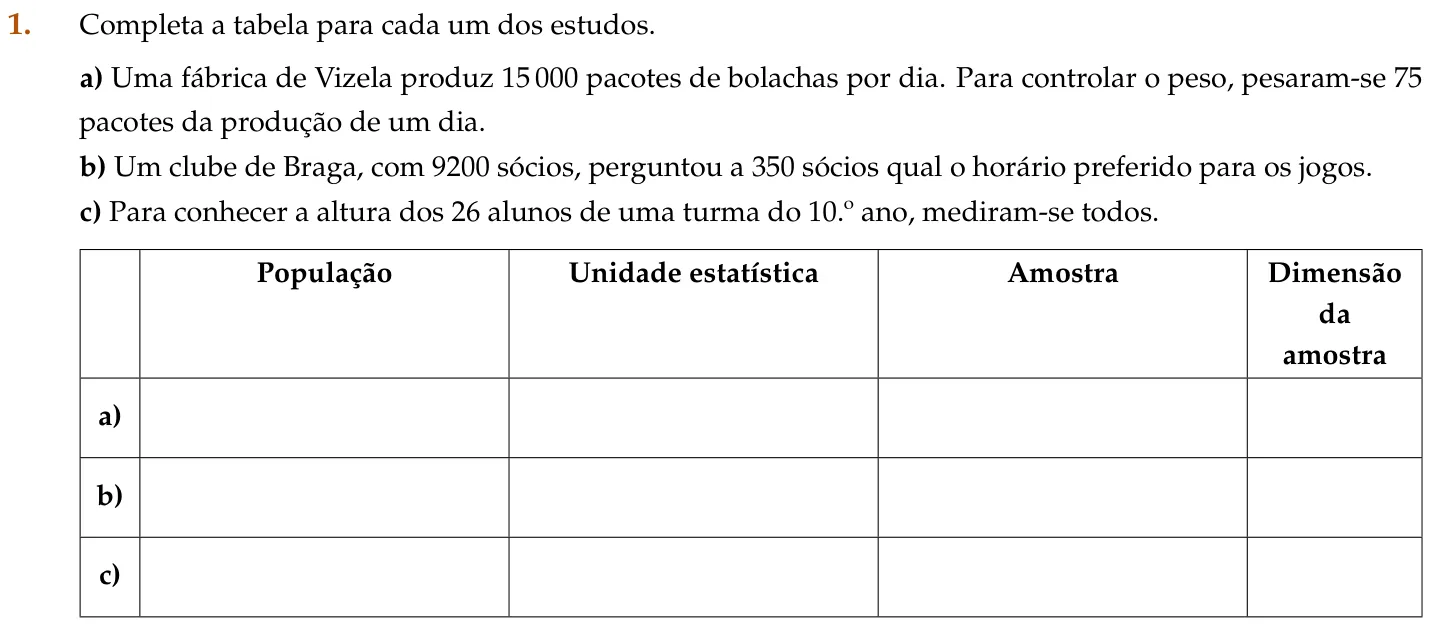 1. Completa a tabela para cada um dos estudos.
a) Uma fábrica de Vizela produz 15 000 pacotes de bolachas por dia. Para controlar o peso, pesaram-se 75
pacotes da produção de um dia.
b) Um clube de Braga, com 9200 sócios, perguntou a 350 sócios qual o horário preferido para os jogos.
c) Para conhecer a altura dos 26 alunos de uma turma do 10.º ano, mediram-se todos.
População Unidade estatística Amostra Dimensão
da
amostra
a)
b)
c)